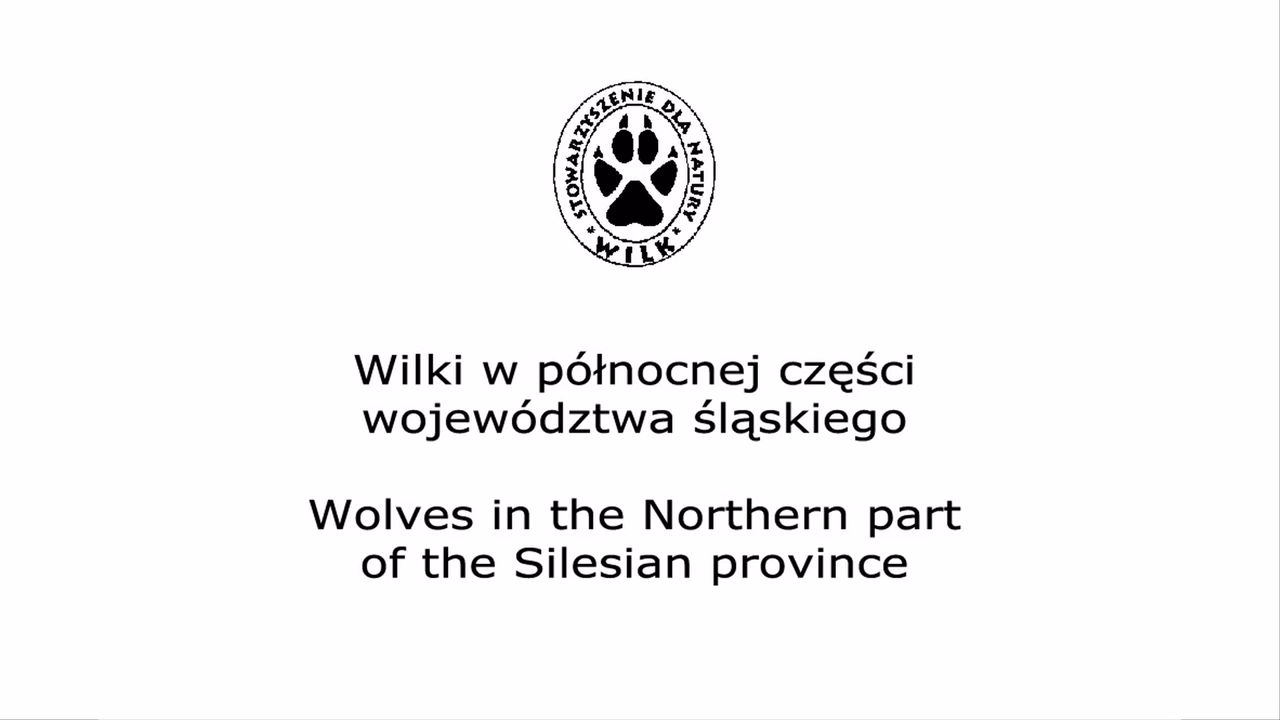 STOWARZYSZENIE DLA NATURY
* WILK *
Wilki w północnej części
województwa śląskiego
Wolves in the Northern part
of the Silesian province